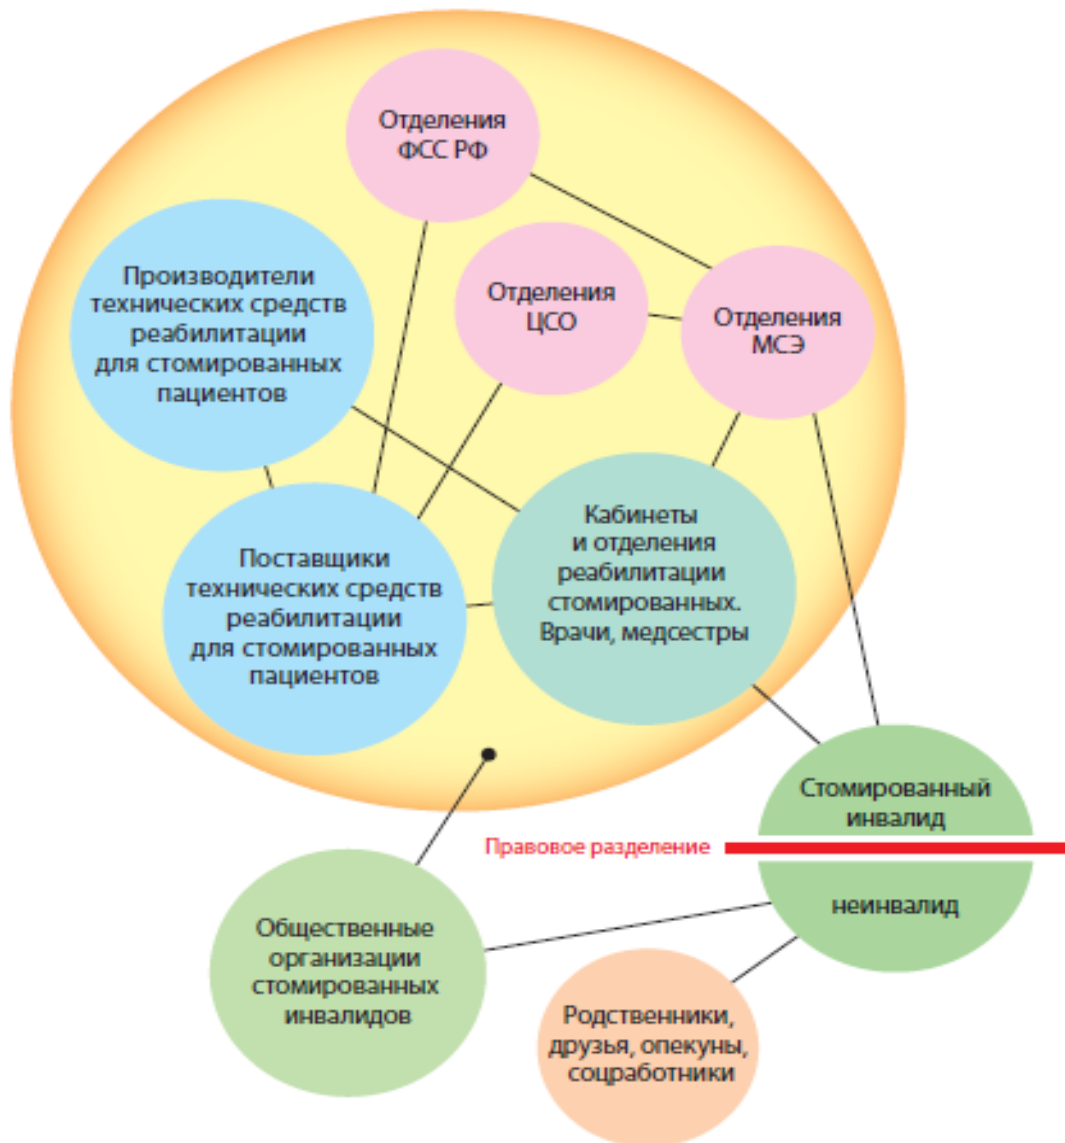 Отделения
ФСС РФ
Производители
технических средств
реабилитации
для стомированных
пациентов
Отделения
ЦСО
Отделения
МСЭ
Поставщики
технических средств
реабилитации
для стомированных
пациентов
Кабинеты
и отделения
реабилитации
стомированных.
Врачи, медсестры
Стомированный
инвалид
Правовое разделение
неинвалид
Общественные
организации
стомированных
инвалидов
Родственники,
друзья, опекуны,
соцработники